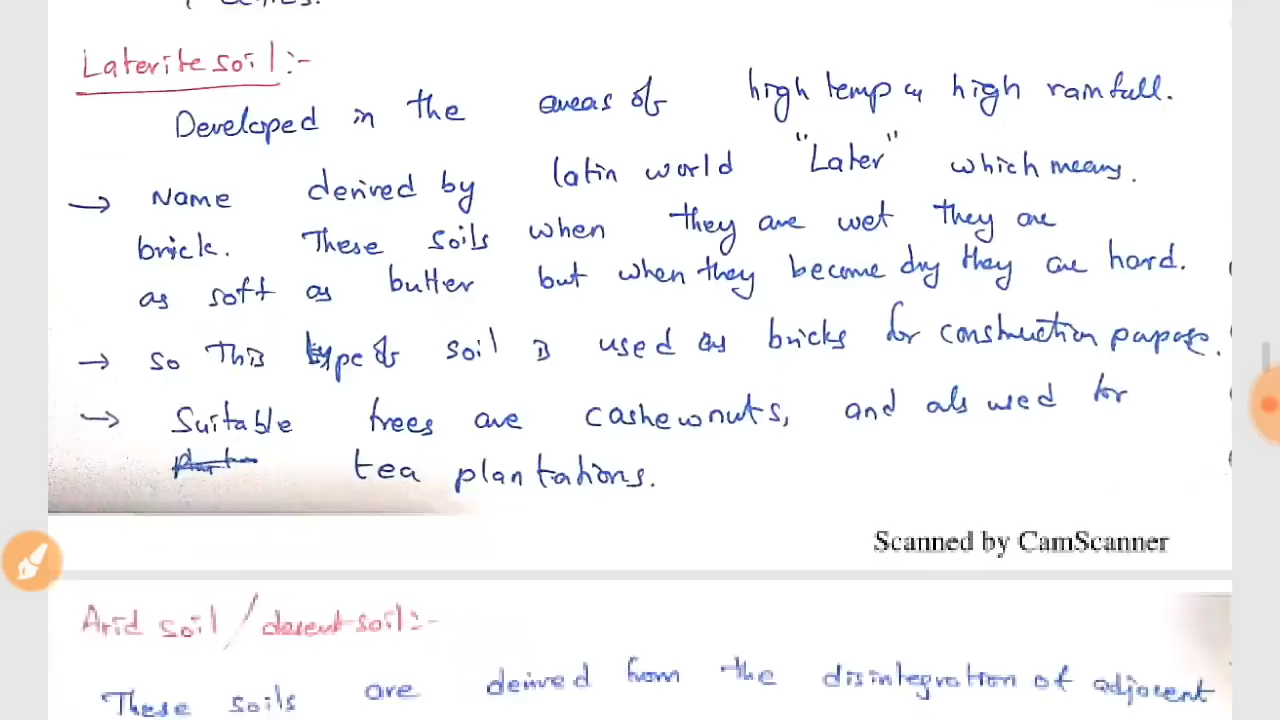 Laterite soil :-
Developed in the areas of high temp & high rainfall.
→ Name derived by latin world "Later" which means.
brick. These soils when they are wet they are
as soft as butter but when they become dry they are hard.
→ so This type of soil is used as bricks for construction purpose.
→ Suitable trees are cashewnuts, and als used for
tea plantations.
Scanned by CamScanner
Arid soil / desert soil :-
These soils are derived from the disintegration of adjacent